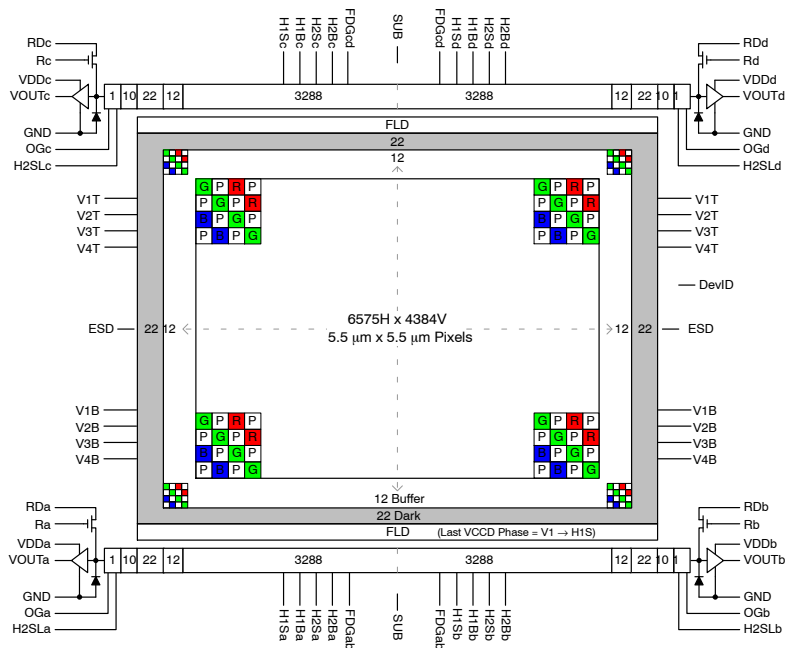 H1Sc
H1Bc
H2Sc
H2Bc
FDGcd
SUB
FDGcd
H1Sd
H1Bd
H2Sd
H2Bd
RDc
Rc
VDDc
VOUTc
GND
OGc
H2SLc
RDd
Rd
VDDd
VOUTd
GND
OGd
H2SLd
1 10 22 12 3288 3288 12 22 10 1
FLD
22
12
V1T
V2T
V3T
V4T
V1T
V2T
V3T
V4T
G P R P
P G P R
B P G P
P B P G
G P R P
P G P R
B P G P
P B P G
DevID
6575H x 4384V
5.5 μm x 5.5 μm Pixels
ESD
22 12
12 22
ESD
V1B
V2B
V3B
V4B
V1B
V2B
V3B
V4B
G P R P
P G P R
B P G P
P B P G
G P R P
P G P R
B P G P
P B P G
12 Buffer
22 Dark
FLD (Last VCCD Phase = V1 → H1S)
RDa
Ra
VDDa
VOUTa
GND
OGa
H2SLa
RDb
Rb
VDDb
VOUTb
GND
OGb
H2SLb
1 10 22 12 3288 3288 12 22 10 1
H1Sa
H1Ba
H2Sa
H2Ba
FDGab
SUB
FDGab
H1Sb
H1Bb
H2Sb
H2Bb